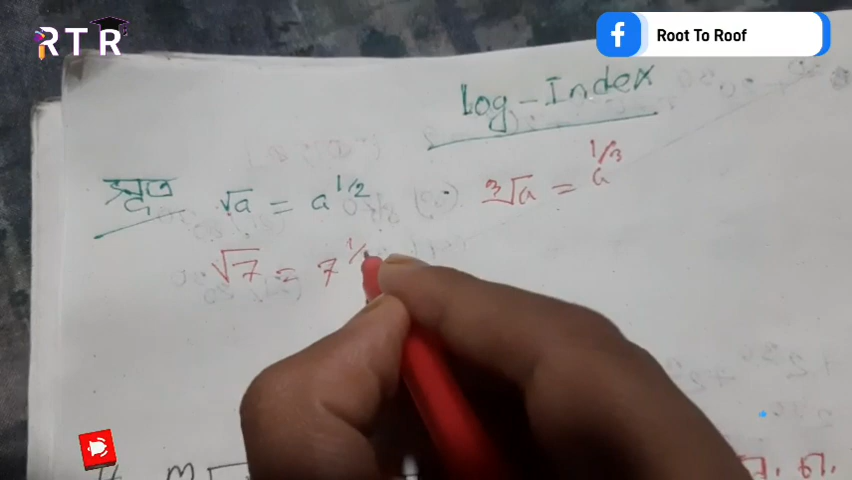 RTR
Root To Roof
Log-Index
সূত্র √a = a^1/2 ³√a = a^1/3
√7 = 7^1/